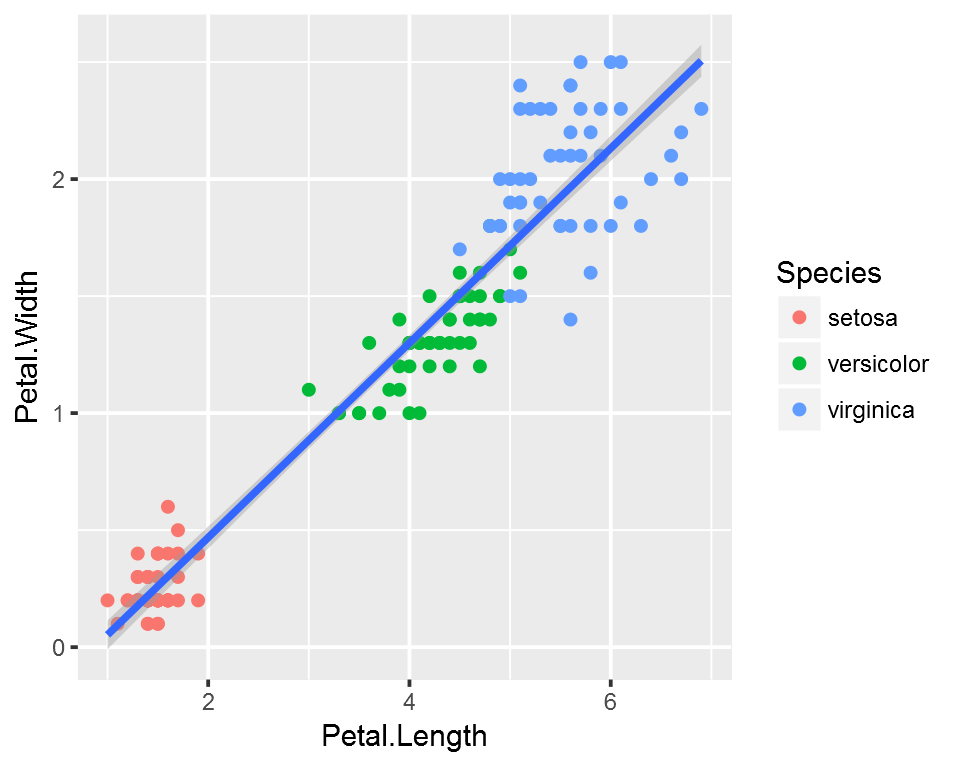 2
1
0
Petal.Width
2
4
6
Petal.Length
Species
setosa
versicolor
virginica